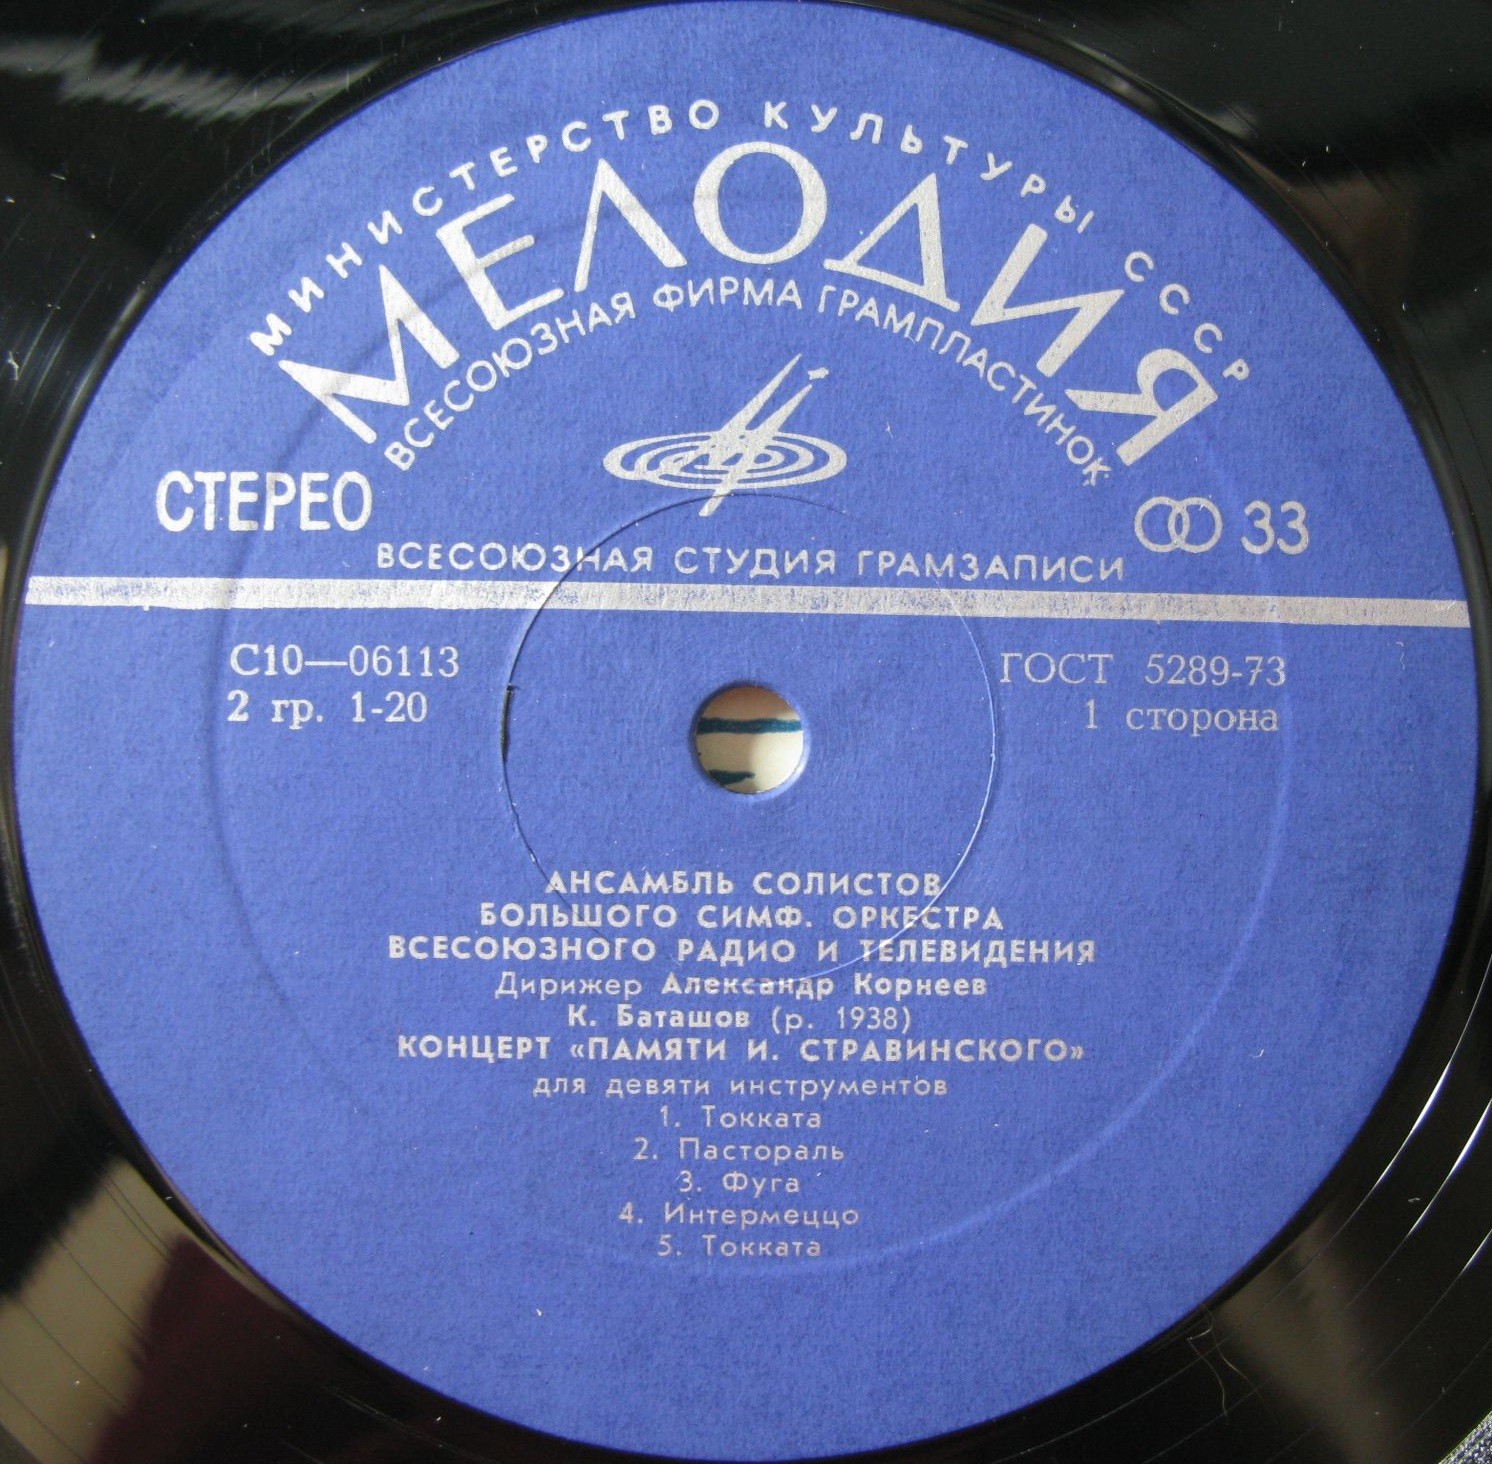 МИНИСТЕРСТВО КУЛЬТУРЫ СССР
МЕЛОДИЯ
ВСЕСОЮЗНАЯ ФИРМА ГРАМПЛАСТИНОК
СТЕРЕО
33
ВСЕСОЮЗНАЯ СТУДИЯ ГРАМЗАПИСИ
С10—06113
ГОСТ 5289-73
2 гр. 1-20
1 сторона
АНСАМБЛЬ СОЛИСТОВ
БОЛЬШОГО СИМФ. ОРКЕСТРА
ВСЕСОЮЗНОГО РАДИО И ТЕЛЕВИДЕНИЯ
Дирижер Александр Корнеев
К. Баташов (р. 1938)
КОНЦЕРТ «ПАМЯТИ И. СТРАВИНСКОГО»
для девяти инструментов
1. Токката
2. Пастораль
3. Фуга
4. Интермеццо
5. Токката